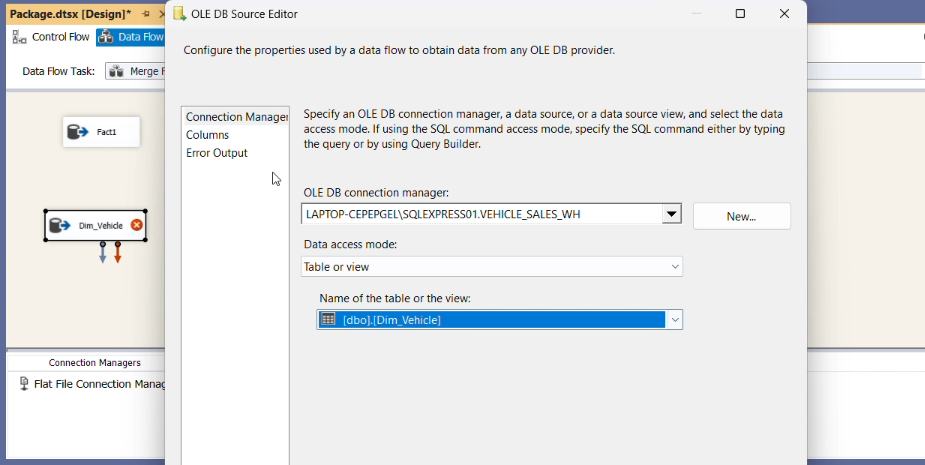 Package.dtsx [Design]*
OLE DB Source Editor
Control Flow
Data Flow
Configure the properties used by a data flow to obtain data from any OLE DB provider.
Data Flow Task:
Merge
Connection Manager
Columns
Error Output
Specify an OLE DB connection manager, a data source, or a data source view, and select the data
access mode. If using the SQL command access mode, specify the SQL command either by typing
the query or by using Query Builder.
Fact1
OLE DB connection manager:
LAPTOP-CEPEPGEL\SQLEXPRESS01.VEHICLE_SALES_WH
New...
Dim_Vehicle
Data access mode:
Table or view
Name of the table or the view:
[dbo].[Dim_Vehicle]
Connection Managers
Flat File Connection Manag